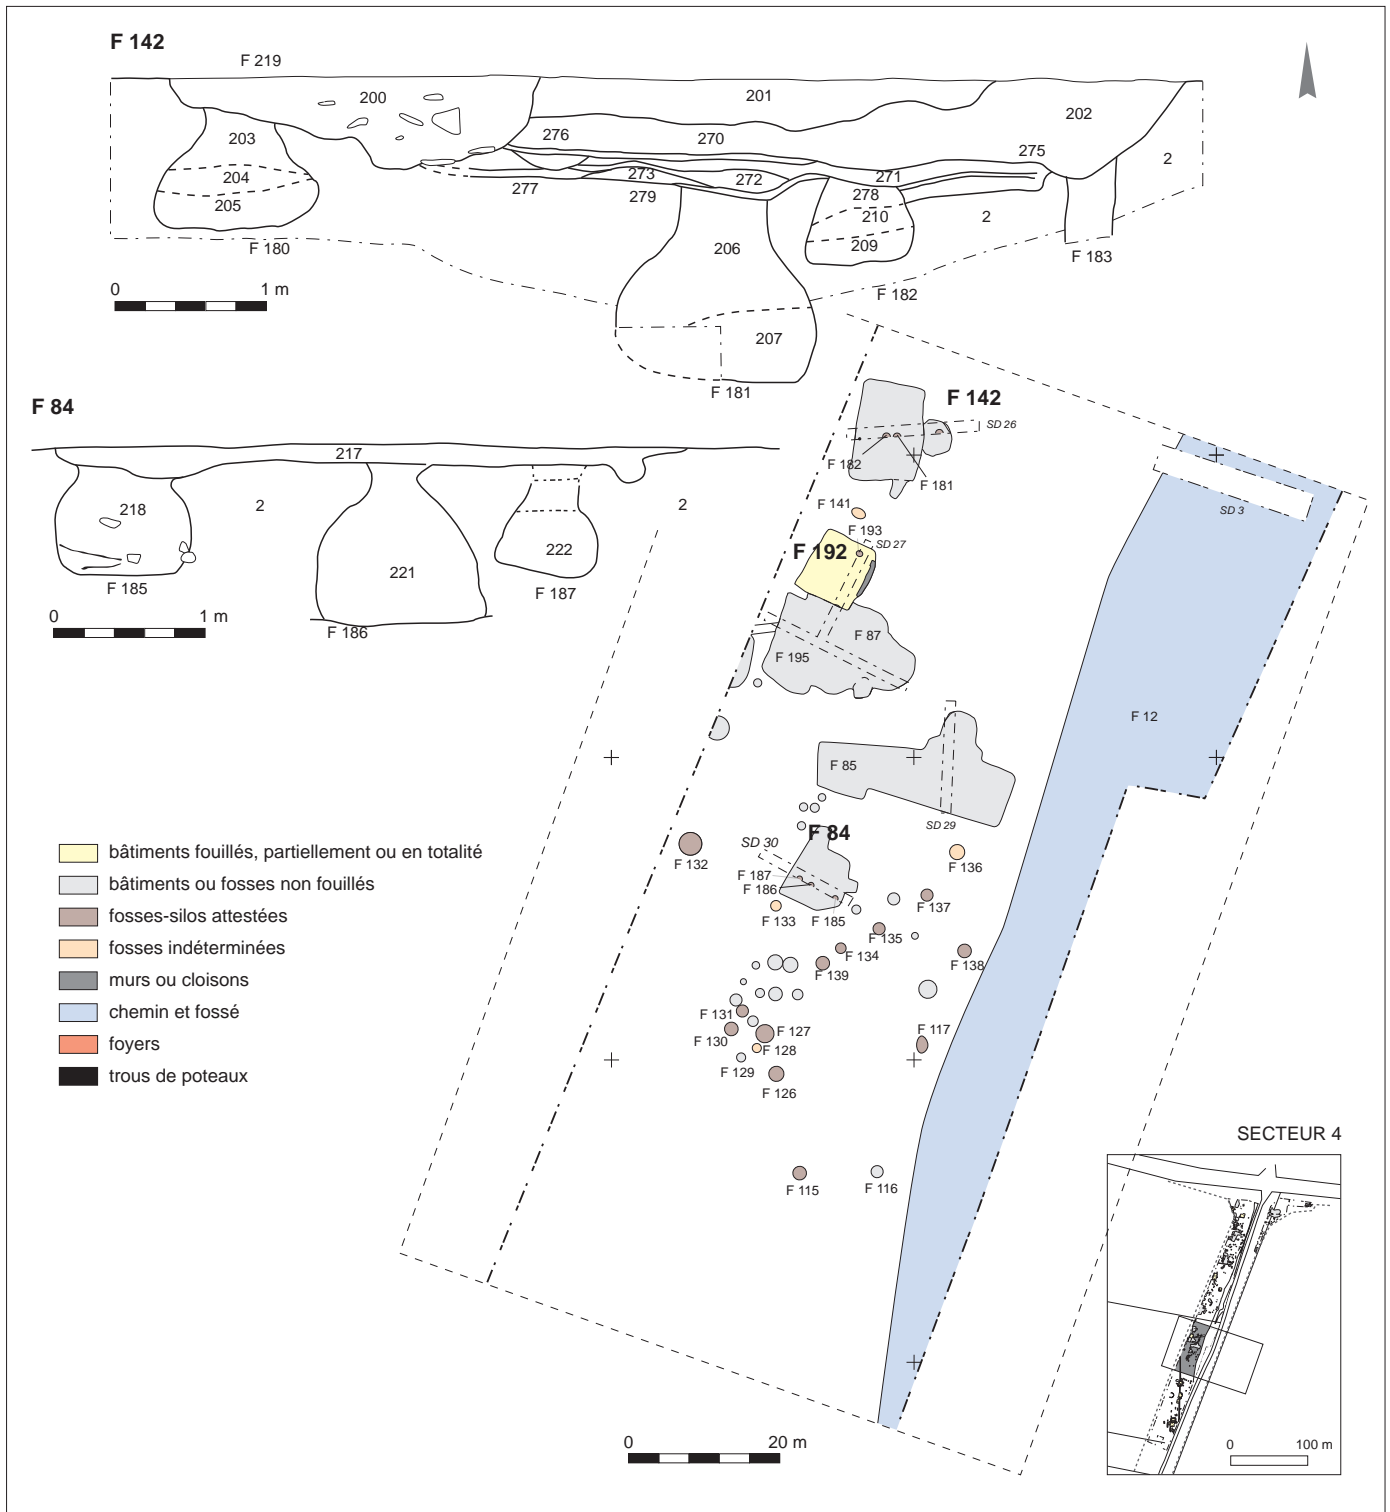 F 142
F 219
200
201
202
203
276
270
275
2
204
273
272
271
277
279
278
205
210
2
206
209
F 180
F 183
0 1 m
F 182
207
F 181
F 84
217
218
2
2
221
222
F 185
F 187
0 1 m
F 186
F 142
SD 26
F 182
F 181
SD 3
F 141
F 193
F 192
SD 27
F 87
F 195
F 12
F 85
SD 29
F 84
SD 30
F 132
F 136
F 187
F 186
F 133
F 185
F 137
F 135
F 134
F 138
F 139
F 131
F 127
F 117
F 130
F 128
F 129
F 126
F 115
F 116
bâtiments fouillés, partiellement ou en totalité
bâtiments ou fosses non fouillés
fosses-silos attestées
fosses indéterminées
murs ou cloisons
chemin et fossé
foyers
trous de poteaux
SECTEUR 4
0 20 m
0 100 m